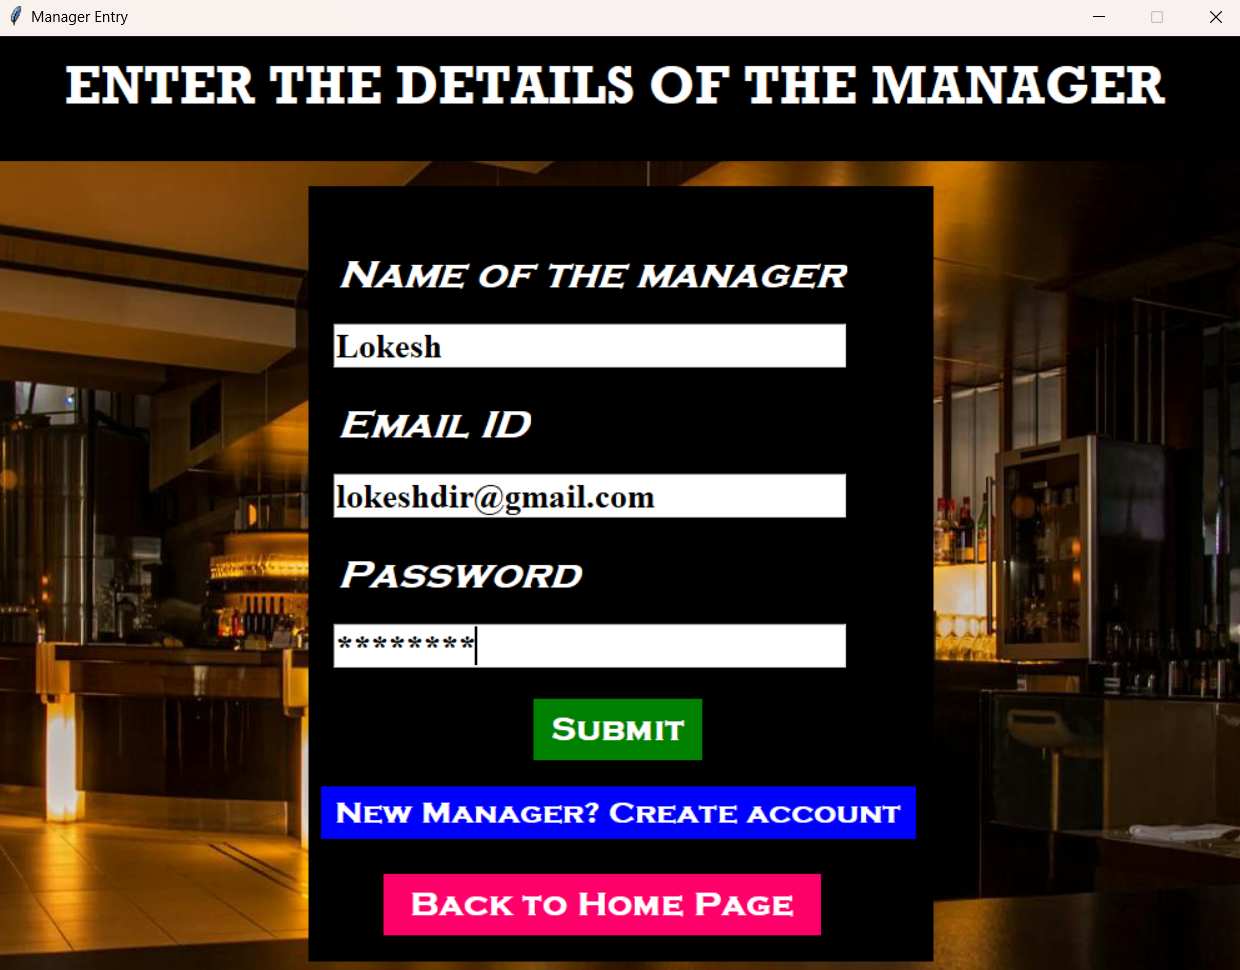 Manager Entry
ENTER THE DETAILS OF THE MANAGER
NAME OF THE MANAGER
Lokesh
EMAIL ID
lokeshdir@gmail.com
PASSWORD
********
SUBMIT
NEW MANAGER? CREATE ACCOUNT
BACK TO HOME PAGE